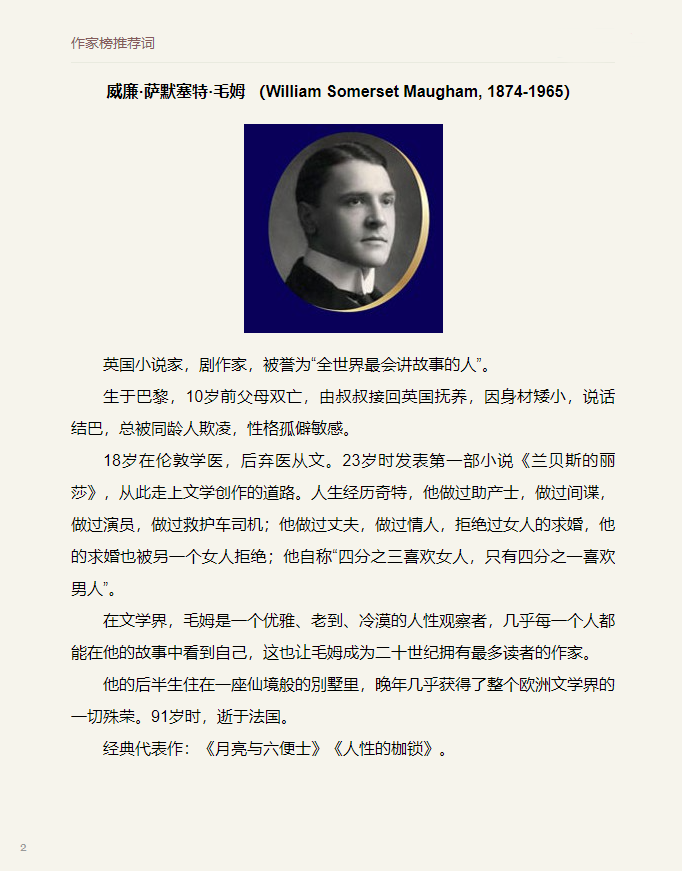 作家榜推荐词
威廉·萨默塞特·毛姆 （William Somerset Maugham, 1874-1965）
英国小说家，剧作家，被誉为“全世界最会讲故事的人”。
生于巴黎，10岁前父母双亡，由叔叔接回英国抚养，因身材矮小，说话
结巴，总被同龄人欺凌，性格孤僻敏感。
18岁在伦敦学医，后弃医从文。23岁时发表第一部小说《兰贝斯的丽
莎》，从此走上文学创作的道路。人生经历奇特，他做过助产士，做过间谍，
做过演员，做过救护车司机；他做过丈夫，做过情人，拒绝过女人的求婚，他
的求婚也被另一个女人拒绝；他自称“四分之三喜欢女人，只有四分之一喜欢
男人”。
在文学界，毛姆是一个优雅、老到、冷漠的人性观察者，几乎每一个人都
能在他的故事中看到自己，这也让毛姆成为二十世纪拥有最多读者的作家。
他的后半生住在一座仙境般的别墅里，晚年几乎获得了整个欧洲文学界的
一切殊荣。91岁时，逝于法国。
经典代表作：《月亮与六便士》《人性的枷锁》。
2